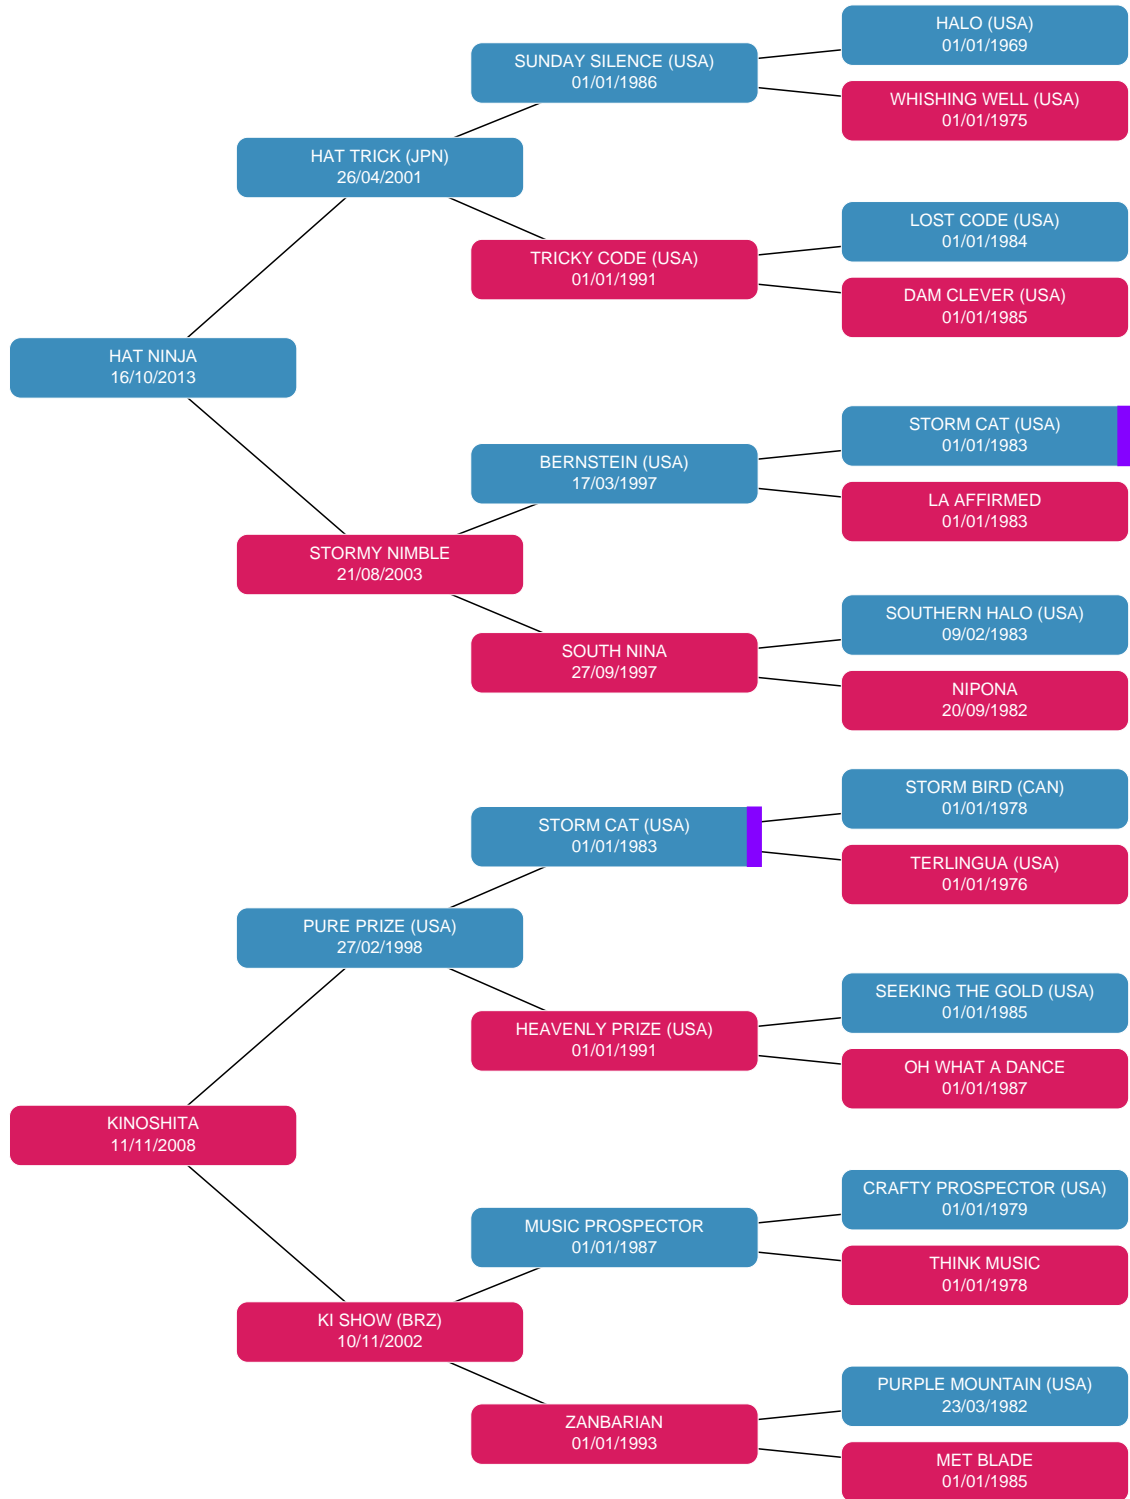 HALO (USA)
01/01/1969
SUNDAY SILENCE (USA)
01/01/1986
WHISHING WELL (USA)
01/01/1975
HAT TRICK (JPN)
26/04/2001
LOST CODE (USA)
01/01/1984
TRICKY CODE (USA)
01/01/1991
DAM CLEVER (USA)
01/01/1985
HAT NINJA
16/10/2013
STORM CAT (USA)
01/01/1983
BERNSTEIN (USA)
17/03/1997
LA AFFIRMED
01/01/1983
STORMY NIMBLE
21/08/2003
SOUTHERN HALO (USA)
09/02/1983
SOUTH NINA
27/09/1997
NIPONA
20/09/1982
STORM BIRD (CAN)
01/01/1978
STORM CAT (USA)
01/01/1983
TERLINGUA (USA)
01/01/1976
PURE PRIZE (USA)
27/02/1998
SEEKING THE GOLD (USA)
01/01/1985
HEAVENLY PRIZE (USA)
01/01/1991
OH WHAT A DANCE
01/01/1987
KINOSHITA
11/11/2008
CRAFTY PROSPECTOR (USA)
01/01/1979
MUSIC PROSPECTOR
01/01/1987
THINK MUSIC
01/01/1978
KI SHOW (BRZ)
10/11/2002
PURPLE MOUNTAIN (USA)
23/03/1982
ZANBARIAN
01/01/1993
MET BLADE
01/01/1985